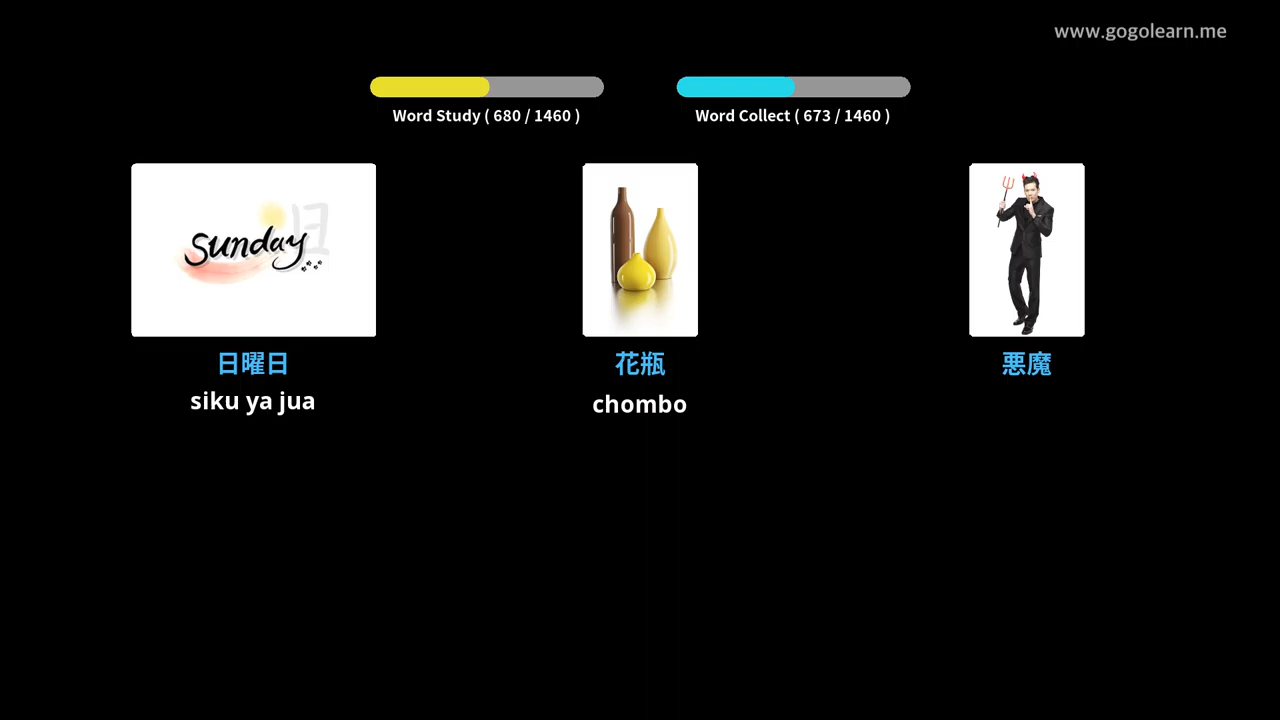 www.gogolearn.me
Word Study ( 680 / 1460 )
Word Collect ( 673 / 1460 )
日
Sunday
日曜日
siku ya jua
花瓶
chombo
悪魔